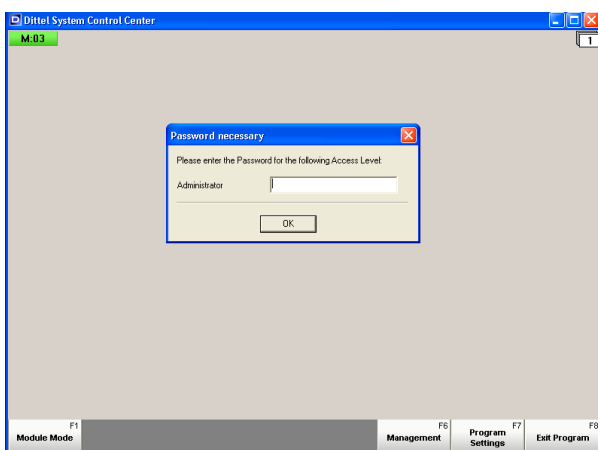 Dittel System Control Center
M:03
1
Password necessary
Please enter the Password for the following Access Level:
Administrator
OK
F1
Module Mode
F6
Management
F7
Program
Settings
F8
Exit Program